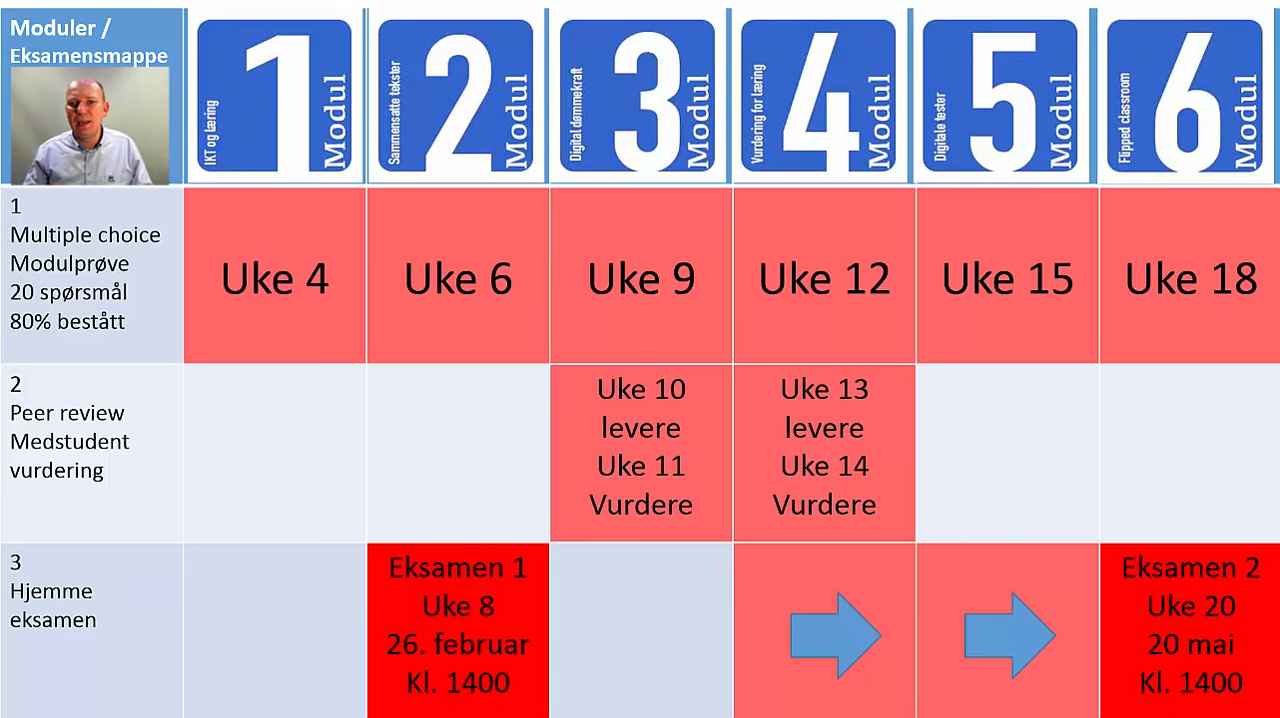 Moduler /
Eksamensmappe
1
Modul
IKT og læring
2
Modul
Sammensatte tekster
3
Modul
Digital dømmekraft
4
Modul
Vurdering for læring
5
Modul
Digitale tester
6
Modul
Flipped classroom
1
Multiple choice
Modulprøve
20 spørsmål
80% bestått
Uke 4
Uke 6
Uke 9
Uke 12
Uke 15
Uke 18
2
Peer review
Medstudent
vurdering
Uke 10
levere
Uke 11
Vurdere
Uke 13
levere
Uke 14
Vurdere
3
Hjemme
eksamen
Eksamen 1
Uke 8
26. februar
Kl. 1400
Eksamen 2
Uke 20
20 mai
Kl. 1400